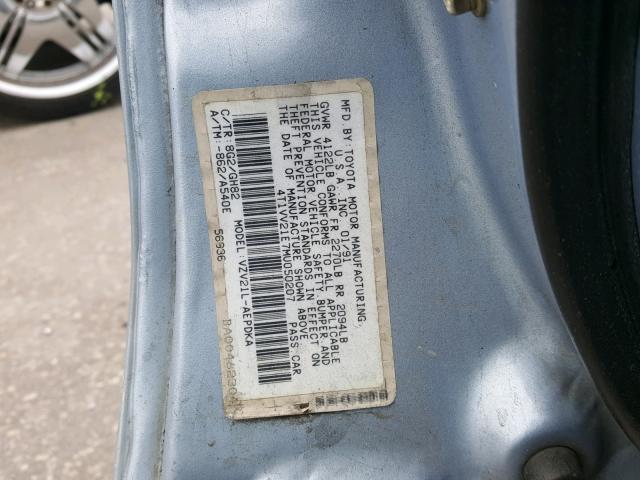 MFD.BY:TOYOTA MOTOR MANUFACTURING,
U.S.A.,INC. 01/91
GVWR 4122LB GAWR FR 2270LB RR 2094LB
THIS VEHICLE CONFORMS TO ALL APPLICABLE
FEDERAL MOTOR VEHICLE SAFETY,BUMPER,AND
THEFT PREVENTION STANDARDS IN EFFECT ON
THE DATE OF MANUFACTURE SHOWN ABOVE.
4T1VV21E7MU050207 PASS.CAR
C/TR: 8G2/GH82 MODEL:VZV21L-AEPDKA
A/TM: -862/A540E 56936